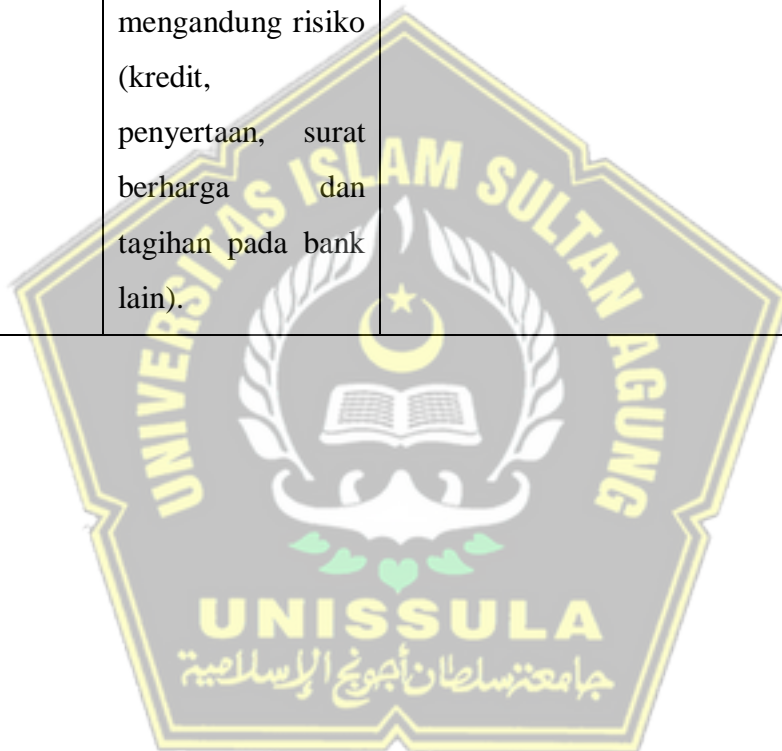 mengandung risiko
(kredit,
penyertaan, surat
berharga dan
tagihan pada bank
lain).
UNIVERSITAS ISLAM SULTAN AGUNG
UNISSULA
جامعة سلطان أجونج الإسلامية